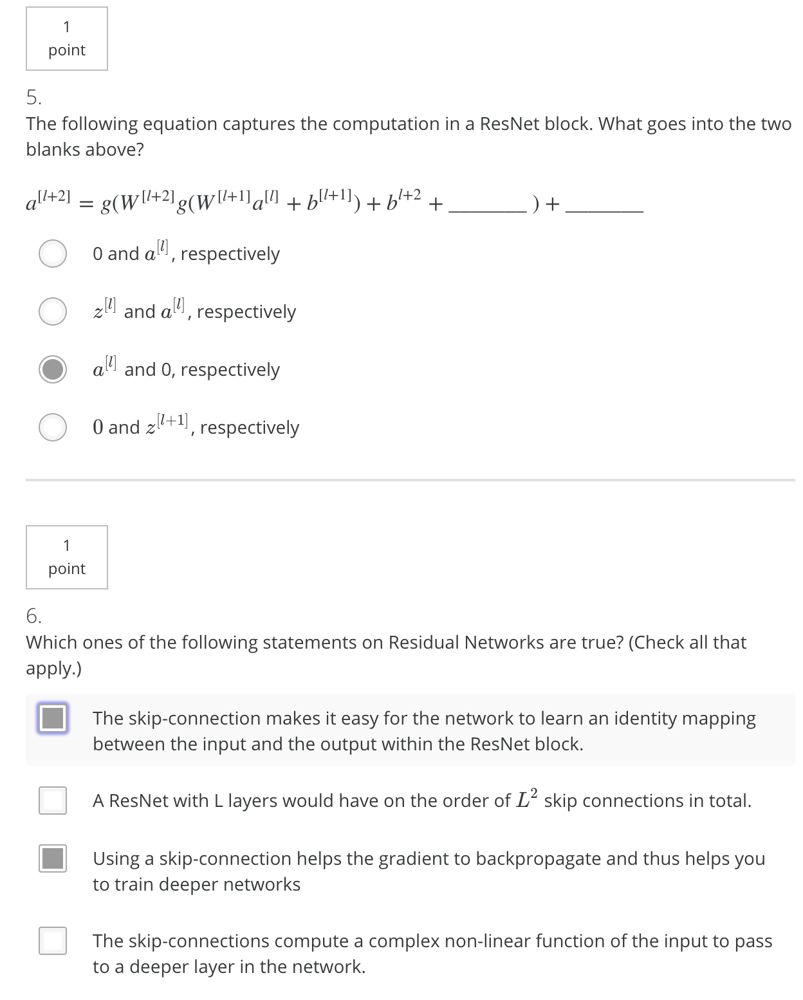 1
point
5.
The following equation captures the computation in a ResNet block. What goes into the two
blanks above?
a^{[l+2]} = g(W^{[l+2]}g(W^{[l+1]}a^{[l]} + b^{[l+1]}) + b^{l+2} + _______ ) + _______
0 and a^{[l]}, respectively
z^{[l]} and a^{[l]}, respectively
a^{[l]} and 0, respectively
0 and z^{[l+1]}, respectively
1
point
6.
Which ones of the following statements on Residual Networks are true? (Check all that
apply.)
The skip-connection makes it easy for the network to learn an identity mapping
between the input and the output within the ResNet block.
A ResNet with L layers would have on the order of L^2 skip connections in total.
Using a skip-connection helps the gradient to backpropagate and thus helps you
to train deeper networks
The skip-connections compute a complex non-linear function of the input to pass
to a deeper layer in the network.